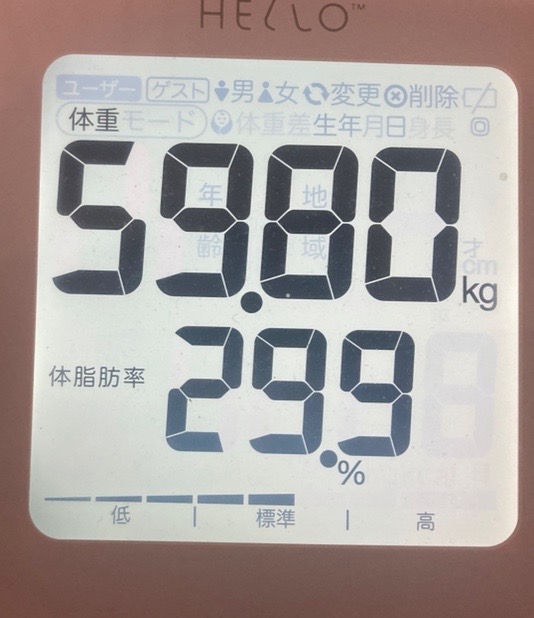 HELLO™
ユーザー ゲスト 男 女 変更 削除
体重モード 体重差 生年月日 身長
年 地
齢 域
59.80 才 cm kg
体脂肪率 29.9 %
低 | 標準 | 高